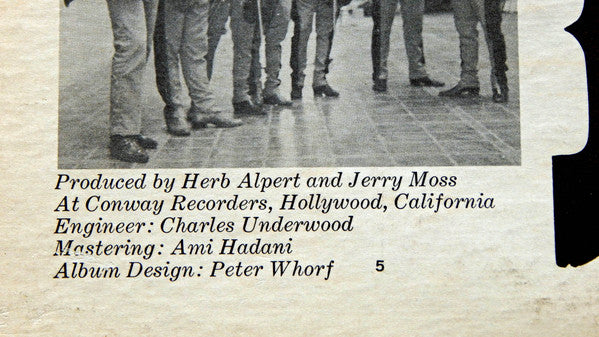 Produced by Herb Alpert and Jerry Moss
At Conway Recorders, Hollywood, California
Engineer: Charles Underwood
Mastering: Ami Hadani
Album Design: Peter Whorf 5